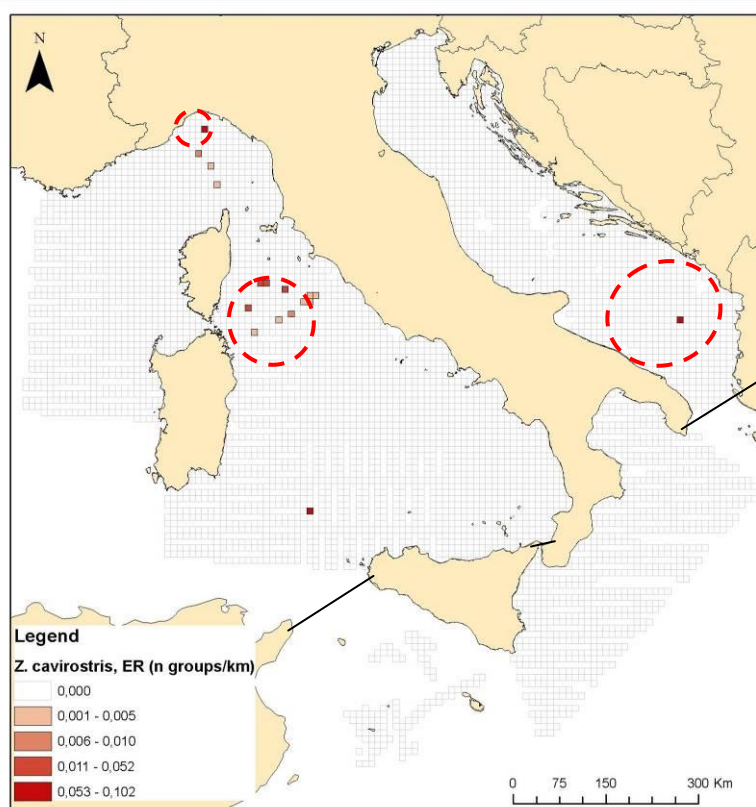 N
Legend
Z. cavirostris, ER (n groups/km)
0,000
0,001 - 0,005
0,006 - 0,010
0,011 - 0,052
0,053 - 0,102
0 75 150 300 Km